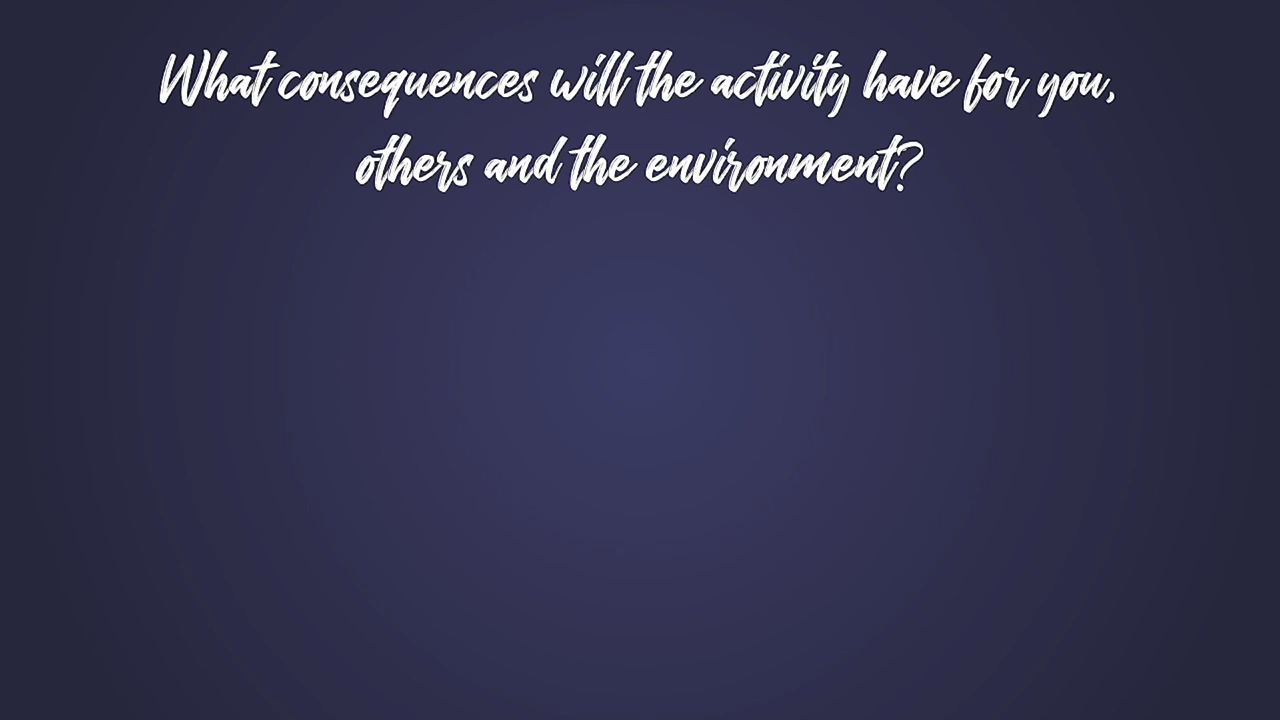 What consequences will the activity have for you,
others and the environment?